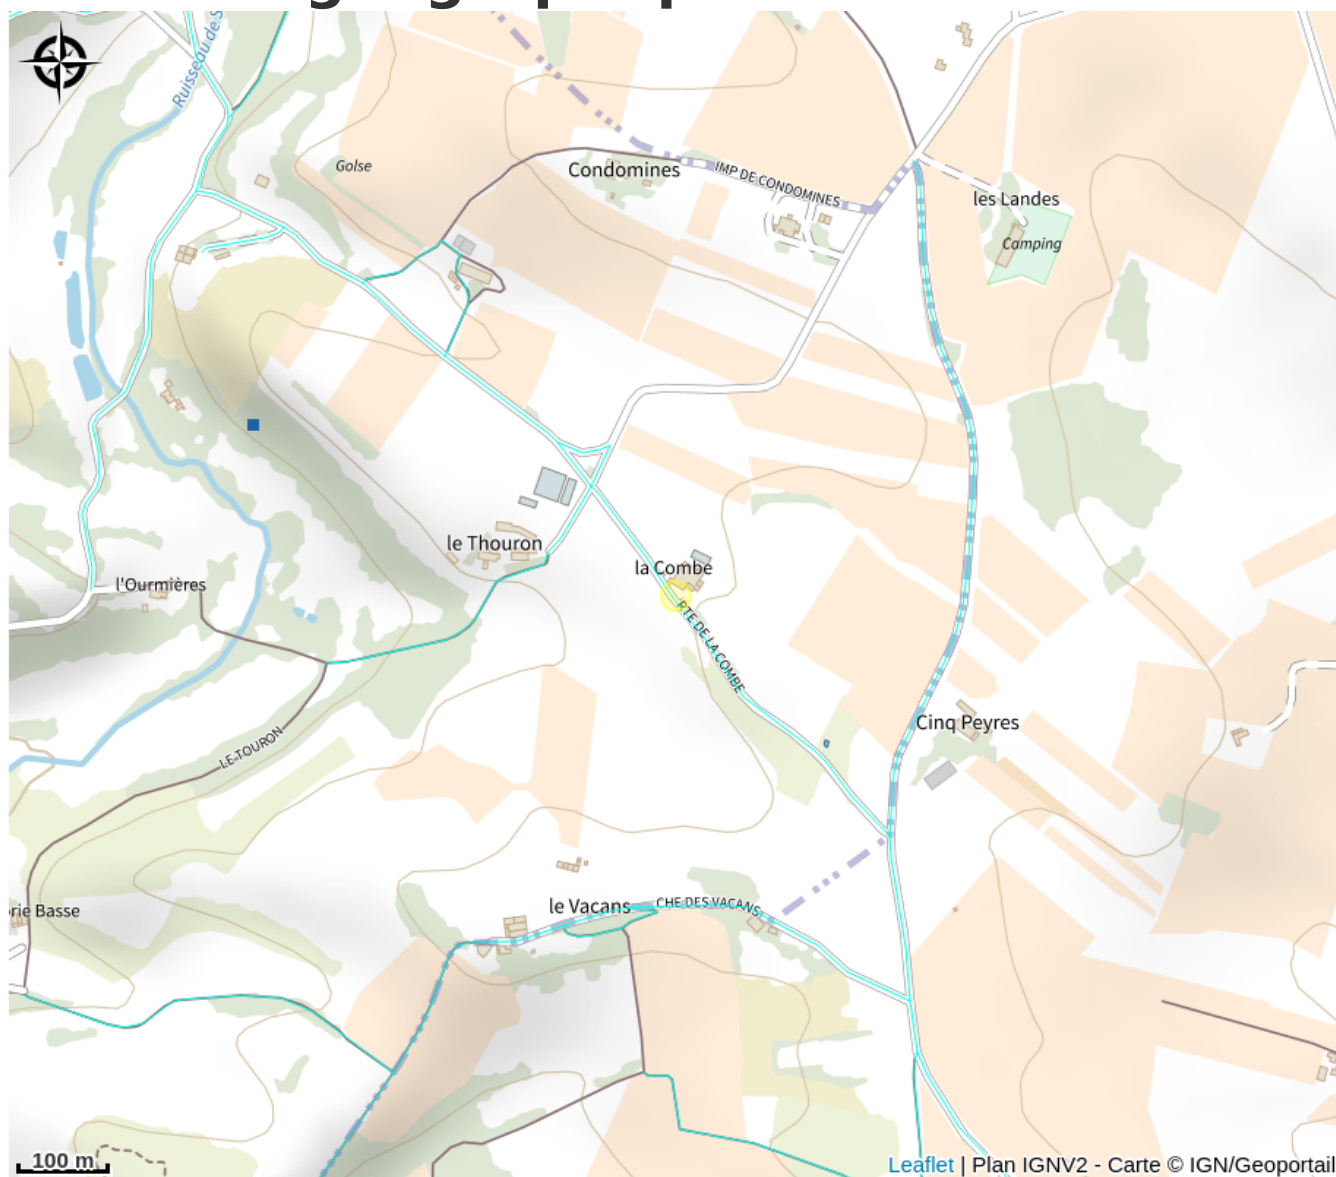 Ruisseau de
Golse
Condomines
IMP DE CONDOMINES
les Landes
Camping
le Thouron
la Combe
l'Ourmières
RTE DE LA COMBE
Cinq Peyres
LE TOURON
le Vacans
CHE DES VACANS
rie Basse
100 m
Leaflet | Plan IGNV2 - Carte © IGN/Geoportail